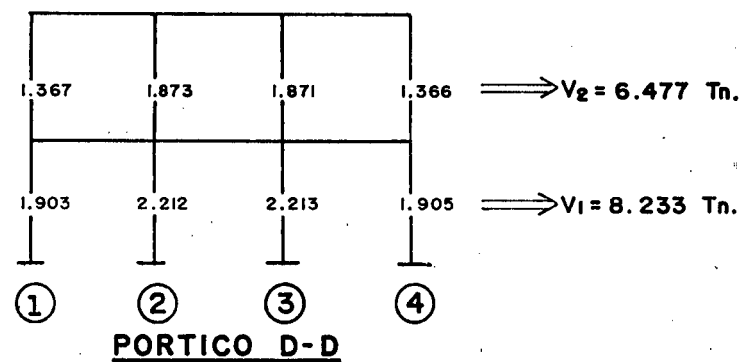 1.367 1.873 1.871 1.366 V2 = 6.477 Tn.
1.903 2.212 2.213 1.905 V1 = 8.233 Tn.
1 2 3 4
PORTICO D-D